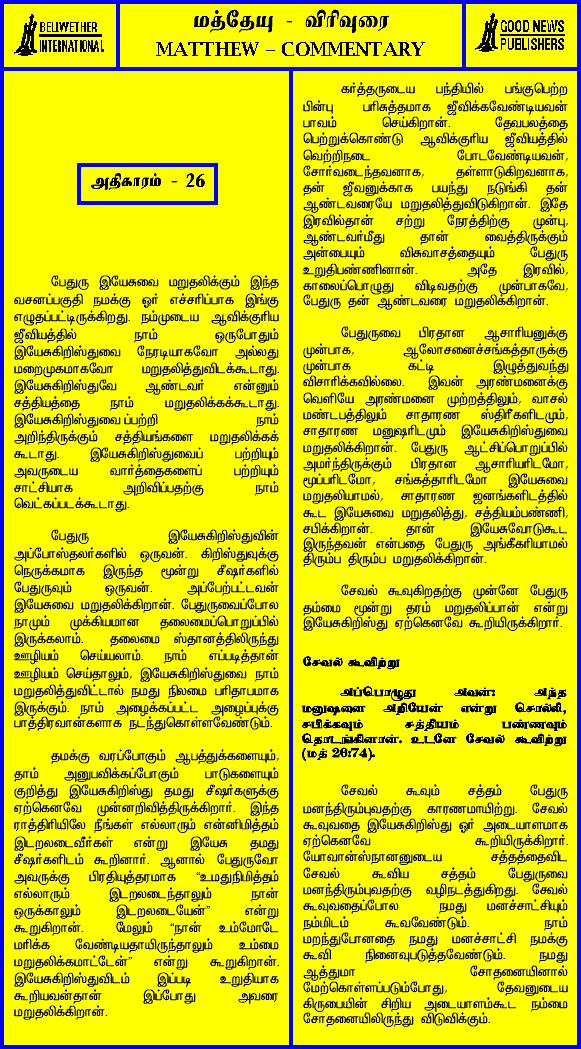 BELIWETHER
INTERNATIONAL
மத்தேயு - விரிவுரை
MATTHEW – COMMENTARY
GOOD NEWS
PUBLISHERS
அதிகாரம் - 26
பேதுரு இயேசுவை மறுதலிக்கும் இந்த
வசனப்பகுதி நமக்கு ஓர் எச்சரிப்பாக இங்கு
எழுதப்பட்டிருக்கிறது. நம்முடைய ஆவிக்குரிய
ஜீவியத்தில் நாம் ஒருபோதும்
இயேசுகிறிஸ்துவை நேரடியாகவோ அல்லது
மறைமுகமாகவோ மறுதலித்துவிடக்கூடாது.
இயேசுகிறிஸ்துவே ஆண்டவர் என்னும்
சத்தியத்தை நாம் மறுதலிக்கக்கூடாது.
இயேசுகிறிஸ்துவைப்பற்றி நாம்
அறிந்திருக்கும் சத்தியங்களை மறுதலிக்கக்
கூடாது. இயேசுகிறிஸ்துவைப் பற்றியும்
அவருடைய வார்த்தைகளைப் பற்றியும்
சாட்சியாக அறிவிப்பதற்கு நாம்
வெட்கப்படக்கூடாது.
பேதுரு இயேசுகிறிஸ்துவின்
அப்போஸ்தலர்களில் ஒருவன். கிறிஸ்துவுக்கு
நெருக்கமாக இருந்த மூன்று சீஷர்களில்
பேதுருவும் ஒருவன். அப்பேற்பட்டவன்
இயேசுவை மறுதலிக்கிறான். பேதுருவைப்போல
நாமும் முக்கியமான தலைமைப்பொறுப்பில்
இருக்கலாம். தலைமை ஸ்தானத்திலிருந்து
ஊழியம் செய்யலாம். நாம் எப்படித்தான்
ஊழியம் செய்தாலும், இயேசுகிறிஸ்துவை நாம்
மறுதலித்துவிட்டால் நமது நிலமை பரிதாபமாக
இருக்கும். நாம் அழைக்கப்பட்ட அழைப்புக்கு
பாத்திரவான்களாக நடந்துகொள்ளவேண்டும்.
தமக்கு வரப்போகும் ஆபத்துக்களையும்,
தாம் அனுபவிக்கப்போகும் பாடுகளையும்
குறித்து இயேசுகிறிஸ்து தமது சீஷர்களுக்கு
ஏற்கெனவே முன்னறிவித்திருக்கிறார். இந்த
ராத்திரியிலே நீங்கள் எல்லாரும் என்னிமித்தம்
இடறலடைவீர்கள் என்று இயேசு தமது
சீஷர்களிடம் கூறினார். ஆனால் பேதுருவோ
அவருக்கு பிரதியுத்தரமாக “உமதுநிமித்தம்
எல்லாரும் இடறலடைந்தாலும் நான்
ஒருக்காலும் இடறலடையேன்” என்று
கூறுகிறான். மேலும் “நான் உம்மோடே
மரிக்க வேண்டியதாயிருந்தாலும் உம்மை
மறுதலிக்கமாட்டேன்” என்று கூறுகிறான்.
இயேசுகிறிஸ்துவிடம் இப்படி உறுதியாக
கூறியவன்தான் இப்போது அவரை
மறுதலிக்கிறான்.
கர்த்தருடைய பந்தியில் பங்குபெற்ற
பின்பு பரிசுத்தமாக ஜீவிக்கவேண்டியவன்
பாவம் செய்கிறான். தேவபலத்தை
பெற்றுக்கொண்டு ஆவிக்குரிய ஜீவியத்தில்
வெற்றிநடை போடவேண்டியவன்,
சோர்வடைந்தவனாக, தள்ளாடுகிறவனாக,
தன் ஜீவனுக்காக பயந்து நடுங்கி தன்
ஆண்டவரையே மறுதலித்துவிடுகிறான். இதே
இரவில்தான் சற்று நேரத்திற்கு முன்பு,
ஆண்டவர்மீது தான் வைத்திருக்கும்
அன்பையும் விசுவாசத்தையும் பேதுரு
உறுதிபண்ணினான். அதே இரவில்,
காலைப்பொழுது விடிவதற்கு முன்பாகவே,
பேதுரு தன் ஆண்டவரை மறுதலிக்கிறான்.
பேதுருவை பிரதான ஆசாரியனுக்கு
முன்பாக, ஆலோசனைச்சங்கத்தாருக்கு
முன்பாக கட்டி இழுத்துவந்து
விசாரிக்கவில்லை. இவன் அரண்மனைக்கு
வெளியே அரண்மனை முற்றத்திலும், வாசல்
மண்டபத்திலும் சாதாரண ஸ்திரீகளிடமும்,
சாதாரண மனுஷரிடமும் இயேசுகிறிஸ்துவை
மறுதலிக்கிறான். பேதுரு ஆட்சிப்பொறுப்பில்
அமர்ந்திருக்கும் பிரதான ஆசாரியரிடமோ,
மூப்பரிடமோ, சங்கத்தாரிடமோ இயேசுவை
மறுதலியாமல், சாதாரண ஜனங்களிடத்தில்
கூட இயேசுவை மறுதலித்து, சத்தியம்பண்ணி,
சபிக்கிறான். தான் இயேசுவோடுகூட
இருந்தவன் என்பதை பேதுரு அங்கீகரியாமல்
திரும்ப திரும்ப மறுதலிக்கிறான்.
சேவல் கூவுகிறதற்கு முன்னே பேதுரு
தம்மை மூன்று தரம் மறுதலிப்பான் என்று
இயேசுகிறிஸ்து ஏற்கெனவே கூறியிருக்கிறார்.
சேவல் கூவிற்று
அப்பொழுது அவன்: அந்த
மனுஷனை அறியேன் என்று சொல்லி,
சபிக்கவும் சத்தியம் பண்ணவும்
தொடங்கினான். உடனே சேவல் கூவிற்று
(மத் 26:74).
சேவல் கூவும் சத்தம் பேதுரு
மனந்திரும்புவதற்கு காரணமாயிற்று. சேவல்
கூவுவதை இயேசுகிறிஸ்து ஓர் அடையாளமாக
ஏற்கெனவே கூறியிருக்கிறார்.
யோவான்ஸ்நானனுடைய சத்தத்தைவிட
சேவல் கூவிய சத்தம் பேதுருவை
மனந்திரும்புவதற்கு வழிநடத்துகிறது. சேவல்
கூவுவதைப்போல நமது மனச்சாட்சியும்
நம்மிடம் கூவவேண்டும். நாம்
மறந்துபோனதை நமது மனச்சாட்சி நமக்கு
கூவி நினைவுபடுத்தவேண்டும். நமது
ஆத்துமா சோதனையினால்
மேற்கொள்ளப்படும்போது, தேவனுடைய
கிருபையின் சிறிய அடையாளம்கூட நம்மை
சோதனையிலிருந்து விடுவிக்கும்.